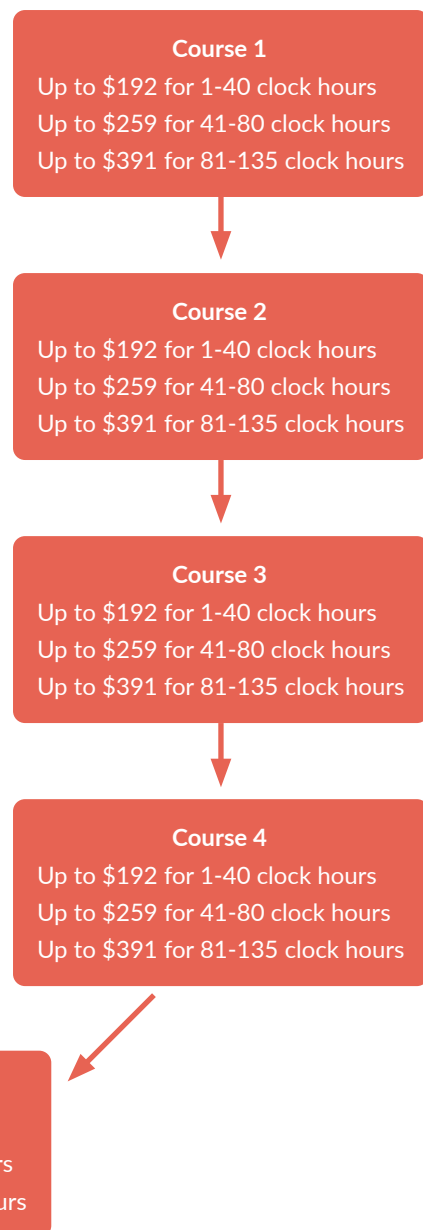 Course 1
Up to $192 for 1-40 clock hours
Up to $259 for 41-80 clock hours
Up to $391 for 81-135 clock hours
Course 2
Up to $192 for 1-40 clock hours
Up to $259 for 41-80 clock hours
Up to $391 for 81-135 clock hours
Course 3
Up to $192 for 1-40 clock hours
Up to $259 for 41-80 clock hours
Up to $391 for 81-135 clock hours
Course 4
Up to $192 for 1-40 clock hours
Up to $259 for 41-80 clock hours
Up to $391 for 81-135 clock hours